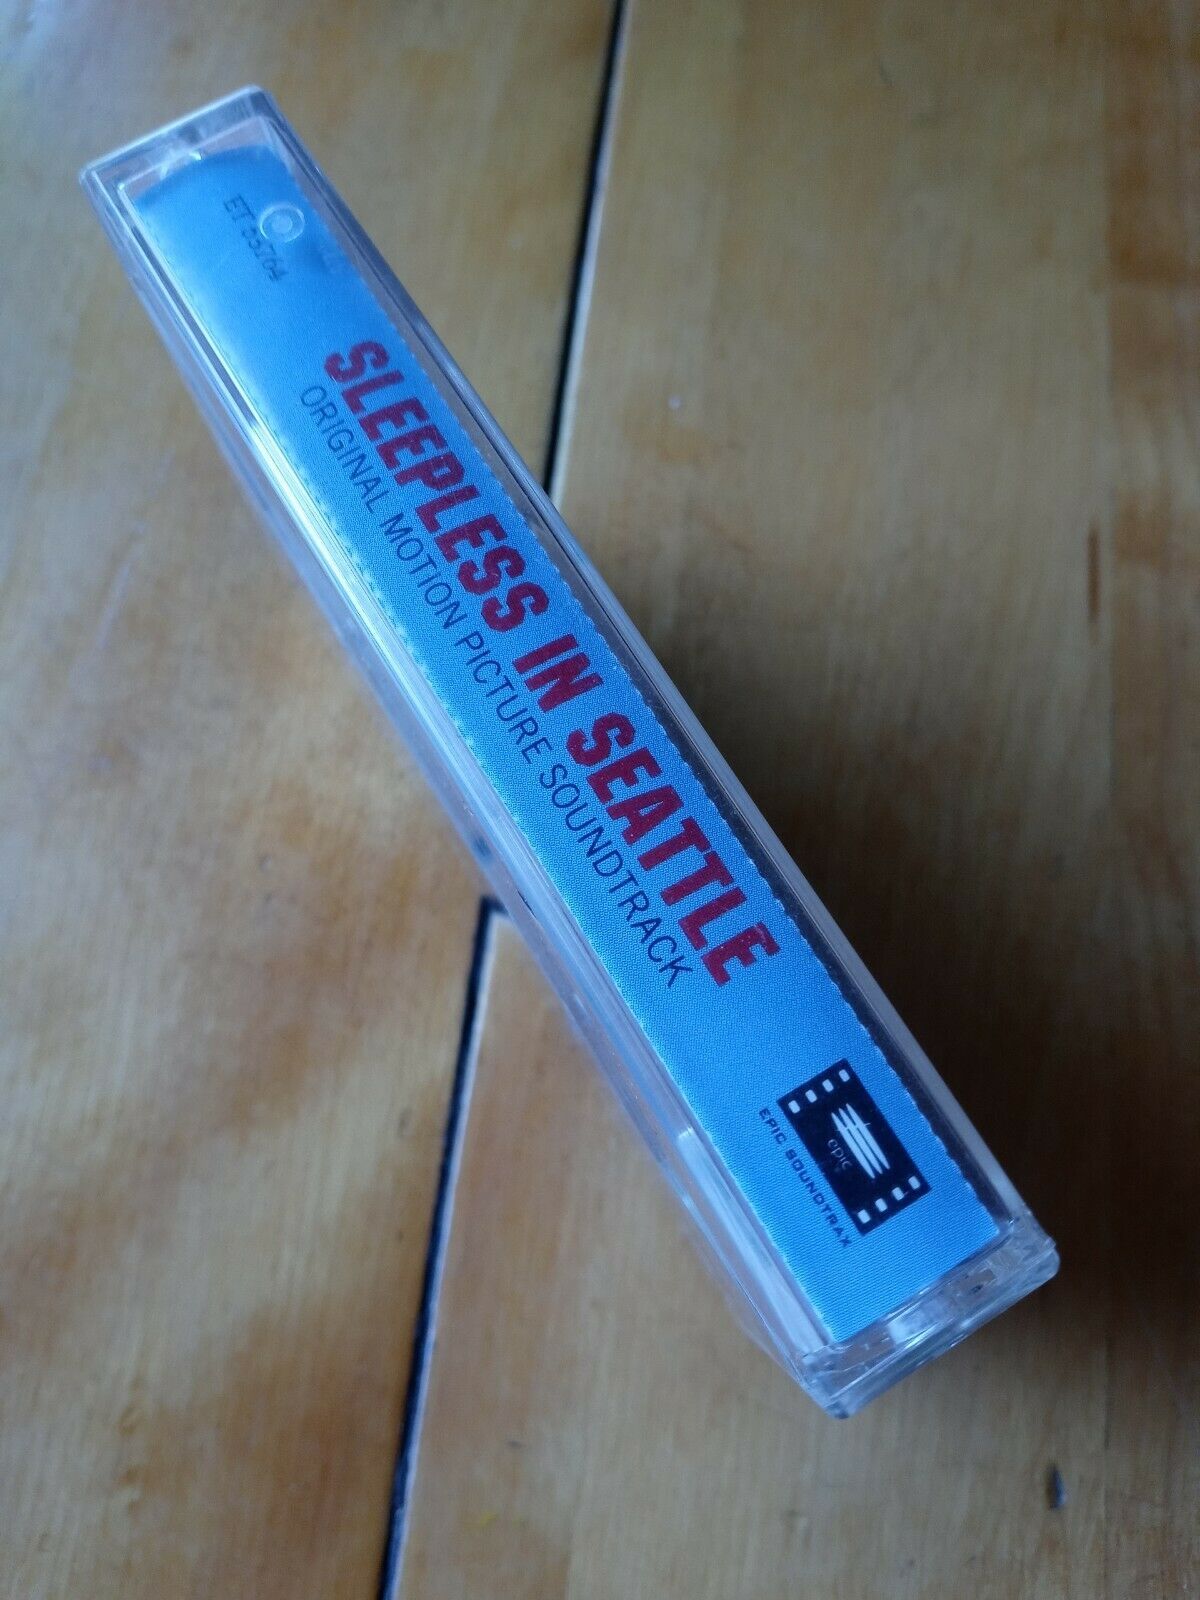 ET 53764
SLEEPLESS IN SEATTLE
ORIGINAL MOTION PICTURE SOUNDTRACK
epic
EPIC SOUNDTRAX